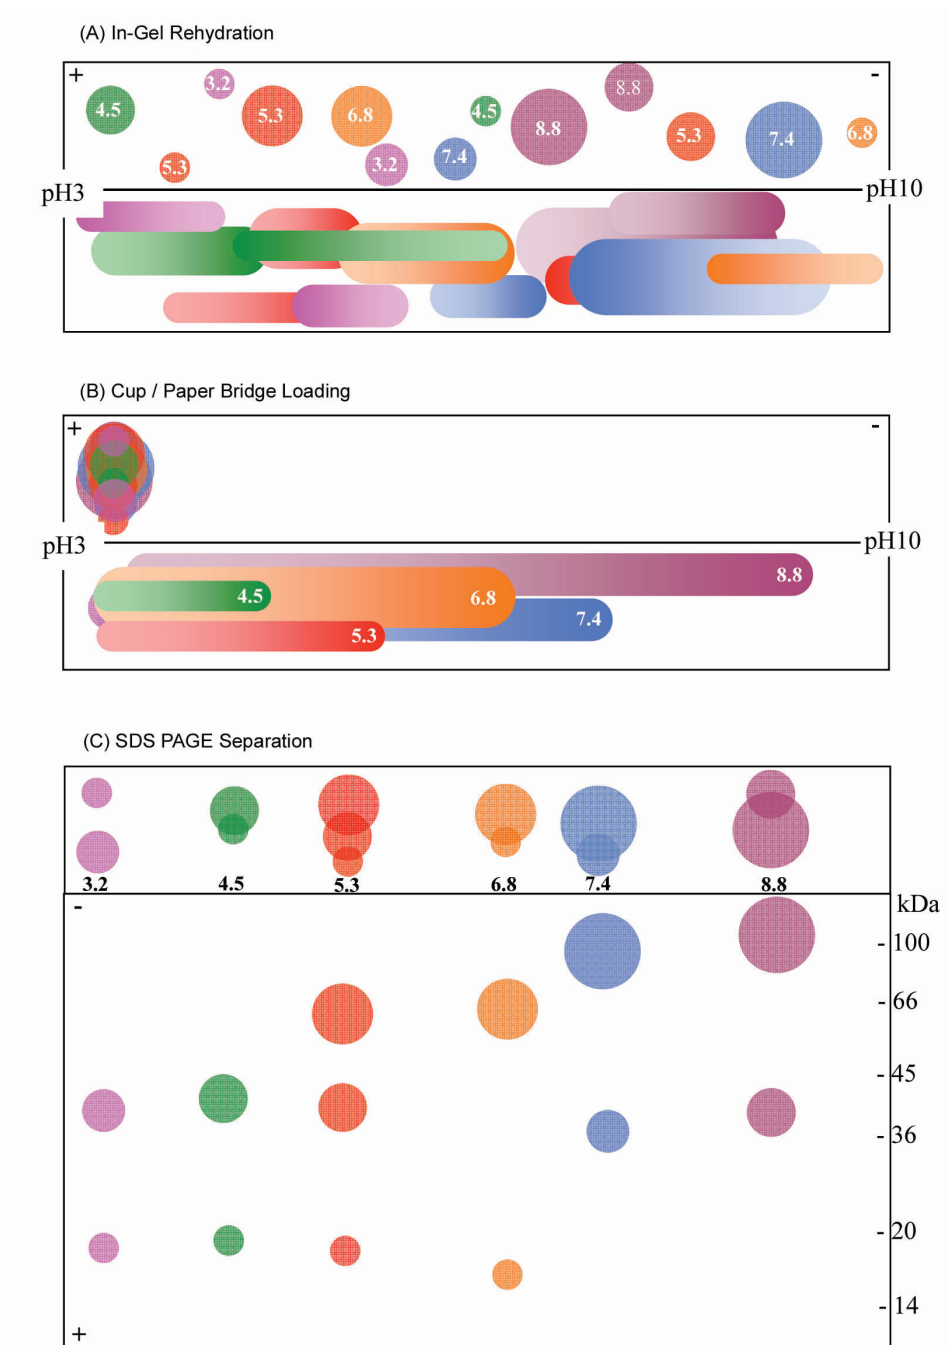 (A) In-Gel Rehydration
+ -
3.2 8.8
4.5 5.3 6.8 4.5 8.8 5.3 7.4 6.8
5.3 3.2 7.4
pH3 pH10
(B) Cup / Paper Bridge Loading
+ -
pH3 pH10
8.8
4.5 6.8
7.4
5.3
(C) SDS PAGE Separation
3.2 4.5 5.3 6.8 7.4 8.8
- kDa
- 100
- 66
- 45
- 36
- 20
- 14
+